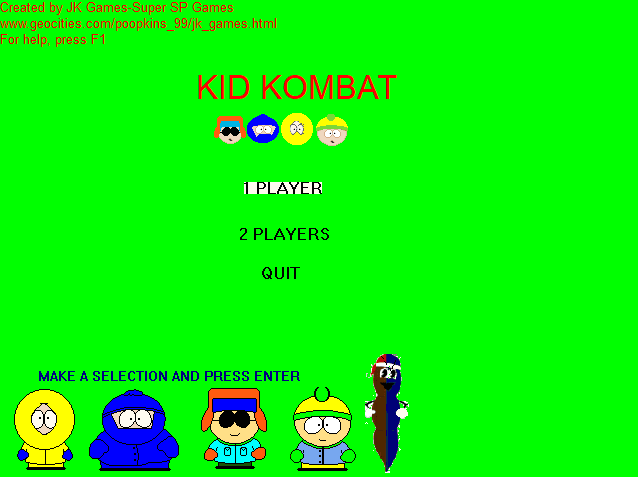 Created by JK Games-Super SP Games
www.geocities.com/poopkins_99/jk_games.html
For help, press F1
KID KOMBAT
1 PLAYER
2 PLAYERS
QUIT
MAKE A SELECTION AND PRESS ENTER